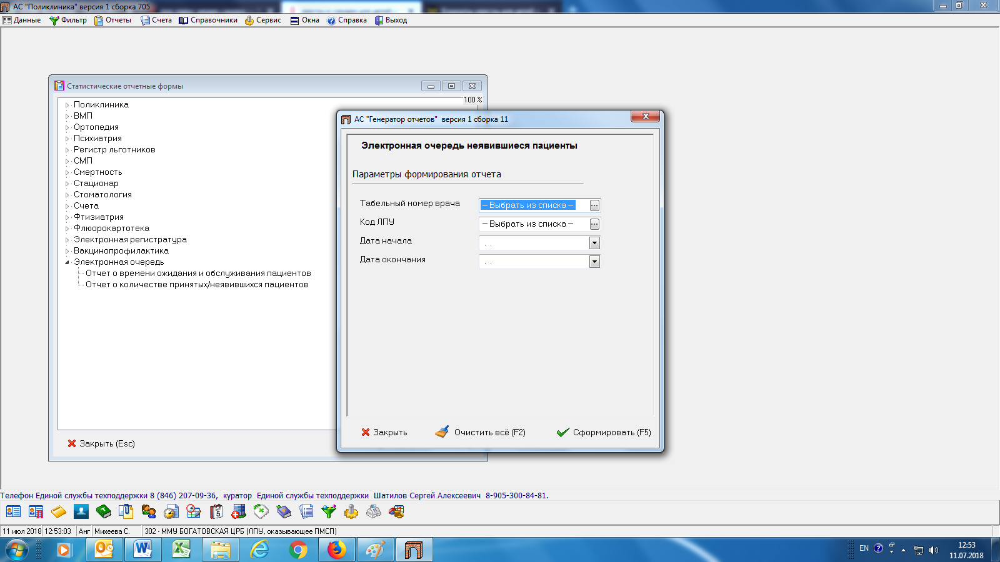 АС "Поликлиника" версия 1 сборка 705
Данные Фильтр Отчеты Счета Справочники Сервис Окна Справка Выход
Статистические отчетные формы
100 %
Поликлиника
ВМП
Ортопедия
Психиатрия
Регистр льготников
СМП
Смертность
Стационар
Стоматология
Счета
Фтизиатрия
Флюорокартотека
Электронная регистратура
Вакцинопрофилактика
Электронная очередь
Отчет о времени ожидания и обслуживания пациентов
Отчет о количестве принятых/неявившихся пациентов
Закрыть (Esc)
АС "Генератор отчетов" версия 1 сборка 11
Электронная очередь неявившиеся пациенты
Параметры формирования отчета
Табельный номер врача – Выбрать из списка – ...
Код ЛПУ – Выбрать из списка – ...
Дата начала . .
Дата окончания . .
Закрыть Очистить всё (F2) Сформировать (F5)
Телефон Единой службы техподдержки 8 (846) 207-09-36, куратор Единой службы техподдержки Шатилов Сергей Алексеевич 8-905-300-84-81.
11 июл 2018 12:53:03 Анг Михеева С. 302 - ММУ БОГАТОВСКАЯ ЦРБ (ЛПУ, оказывающее ПМСП)
EN
12:53
11.07.2018